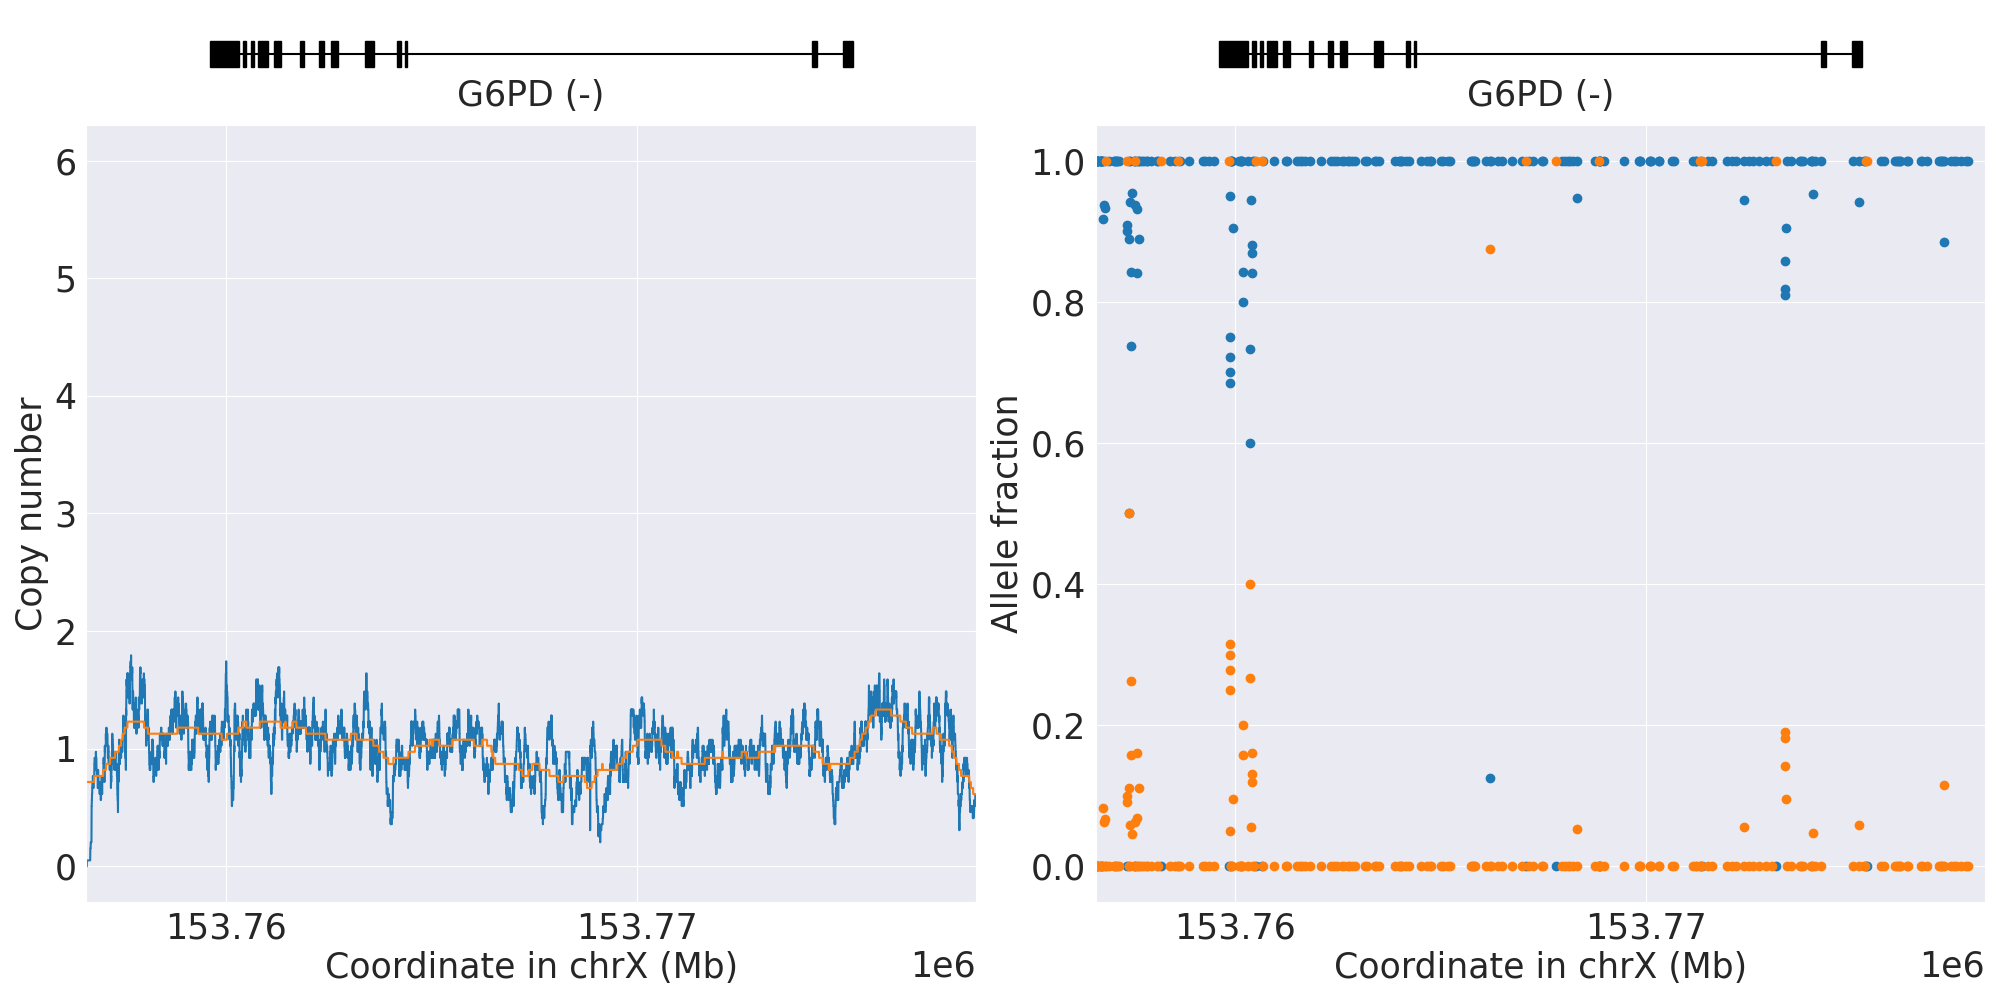 G6PD (-)
6
5
4
3
2
1
0
Copy number
153.76
153.77
Coordinate in chrX (Mb)
1e6
G6PD (-)
1.0
0.8
0.6
0.4
0.2
0.0
Allele fraction
153.76
153.77
Coordinate in chrX (Mb)
1e6